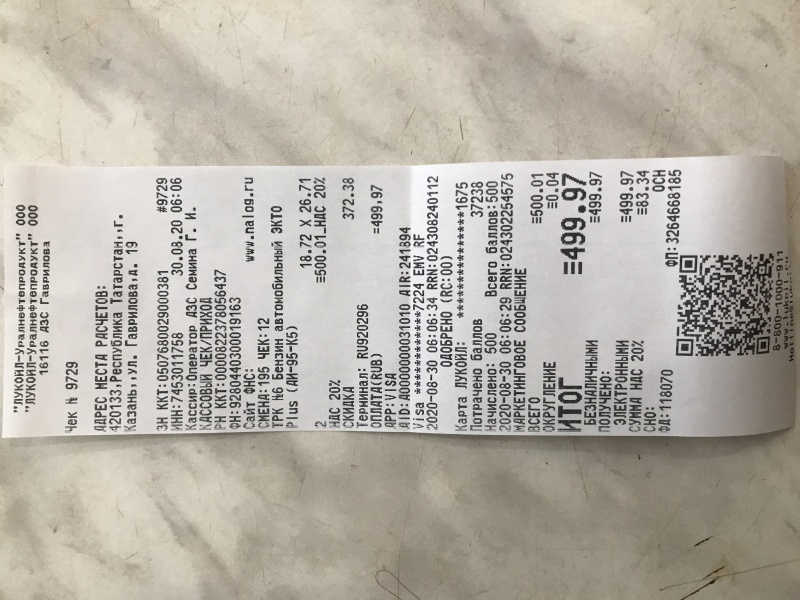 "ЛУКОЙЛ-Уралнефтепродукт" ООО
"ЛУКОЙЛ-Уралнефтепродукт" ООО
16116 АЗС Гаврилова
Чек № 9729
АДРЕС МЕСТА РАСЧЕТОВ:
420133,Республика Татарстан,,г.
Казань,,ул. Гаврилова,д. 19
ЗН ККТ:0507680029000381 #9729
ИНН:7453011758 30.08.20 06:06
Кассир:Оператор АЗС Семина Г. И.
КАССОВЫЙ ЧЕК/ПРИХОД
РН ККТ:0000822378056437
ФН:9280440300019163
Сайт ФНС: www.nalog.ru
СМЕНА:195 ЧЕК:12
ТРК №6 Бензин автомобильный ЭКТО
Plus (АИ-95-К5)
18.72 X 26.71
2 ≡500.01_НДС 20%
НДС 20%
СКИДКА 372.38
Терминал: RU920296
ОПЛАТА(RUB) =499,97
APP:VISA
AID:A0000000031010 AIR:241894
Visa ************7224 EMV RF
2020-08-30 06:06:34 RRN:024308240112
ОДОБРЕНО (RC:00)
Карта ЛУКОЙЛ: **************1675
Потрачено баллов 37238
Начислено: 500 Всего баллов:500
2020-08-30 06:06:29 RRN:024302254575
МАРКЕТИНГОВОЕ СООБЩЕНИЕ
ВСЕГО ≡500.01
ОКРУГЛЕНИЕ ≡0.04
ИТОГ ≡499.97
БЕЗНАЛИЧНЫМИ ≡499.97
ПОЛУЧЕНО:
ЭЛЕКТРОННЫМИ ≡499.97
СУММА НДС 20% ≡83.34
СНО: ОСН
ФД:118070 ФП:3264668185
8-800-1000-911
www.lukoil.ru